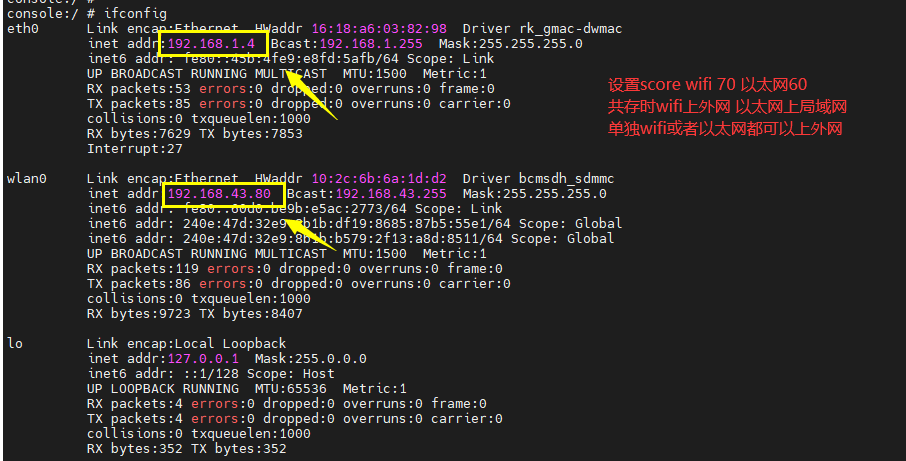 console:/ #
console:/ # ifconfig
eth0 Link encap:Ethernet HWaddr 16:18:a6:03:82:98 Driver rk_gmac-dwmac
inet addr:192.168.1.4 Bcast:192.168.1.255 Mask:255.255.255.0
inet6 addr: fe80::45b:4fe9:e8fd:5afb/64 Scope: Link
UP BROADCAST RUNNING MULTICAST MTU:1500 Metric:1
RX packets:53 errors:0 dropped:0 overruns:0 frame:0
TX packets:85 errors:0 dropped:0 overruns:0 carrier:0
collisions:0 txqueuelen:1000
RX bytes:7629 TX bytes:7853
Interrupt:27
设置score wifi 70 以太网60
共存时wifi上外网 以太网上局域网
单独wifi或者以太网都可以上外网
wlan0 Link encap:Ethernet HWaddr 10:2c:6b:6a:1d:d2 Driver bcmsdh_sdmmc
inet addr:192.168.43.80 Bcast:192.168.43.255 Mask:255.255.255.0
inet6 addr: fe80::60d0:be9b:e5ac:2773/64 Scope: Link
inet6 addr: 240e:47d:32e9:8b1b:df19:8685:87b5:55e1/64 Scope: Global
inet6 addr: 240e:47d:32e9:8b1b:b579:2f13:a8d:8511/64 Scope: Global
UP BROADCAST RUNNING MULTICAST MTU:1500 Metric:1
RX packets:119 errors:0 dropped:0 overruns:0 frame:0
TX packets:86 errors:0 dropped:0 overruns:0 carrier:0
collisions:0 txqueuelen:1000
RX bytes:9723 TX bytes:8407
lo Link encap:Local Loopback
inet addr:127.0.0.1 Mask:255.0.0.0
inet6 addr: ::1/128 Scope: Host
UP LOOPBACK RUNNING MTU:65536 Metric:1
RX packets:4 errors:0 dropped:0 overruns:0 frame:0
TX packets:4 errors:0 dropped:0 overruns:0 carrier:0
collisions:0 txqueuelen:1000
RX bytes:352 TX bytes:352